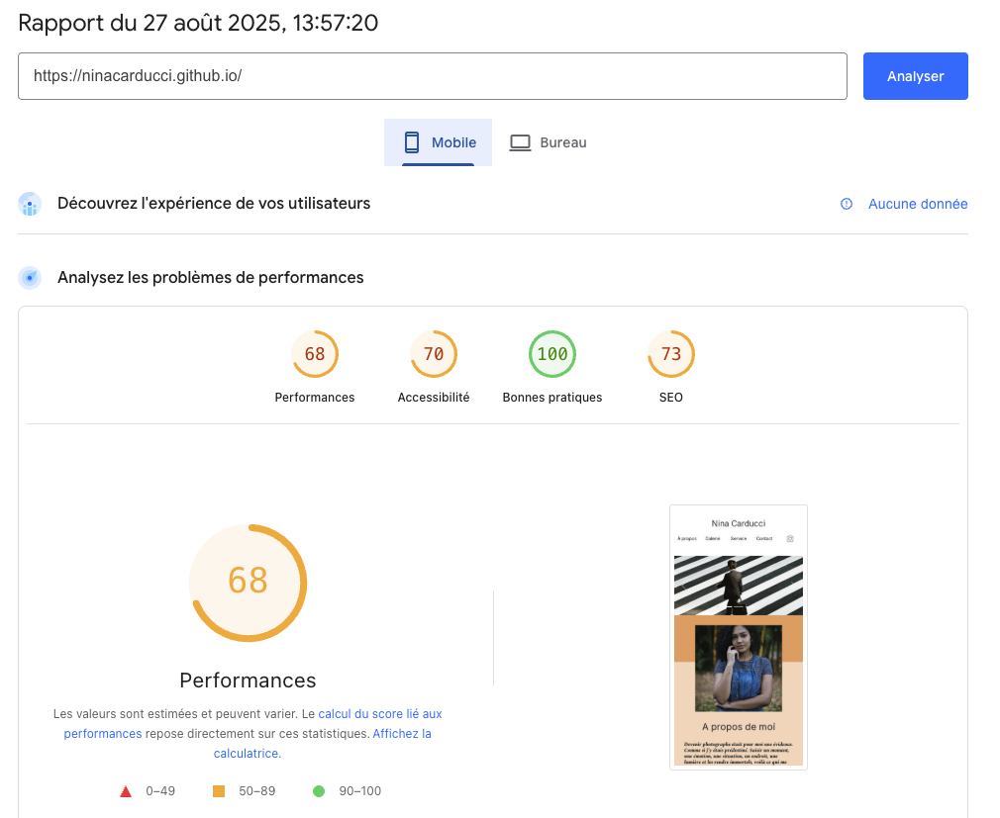 Rapport du 27 août 2025, 13:57:20
https://ninacarducci.github.io/
Analyser
Mobile
Bureau
Découvrez l'expérience de vos utilisateurs
Aucune donnée
Analysez les problèmes de performances
68
70
100
73
Performances
Accessibilité
Bonnes pratiques
SEO
68
Performances
Les valeurs sont estimées et peuvent varier. Le calcul du score lié aux
performances repose directement sur ces statistiques. Affichez la
calculatrice.
0–49
50–89
90–100
Nina Carducci
À propos
Galerie
Service
Contact
A propos de moi
Devenir photographe était pour moi une évidence.
Comme si j'y étais prédestiné. Saisir un moment,
une émotion, une situation, un endroit, une
lumière et les rendre immortels, voilà ce qui me